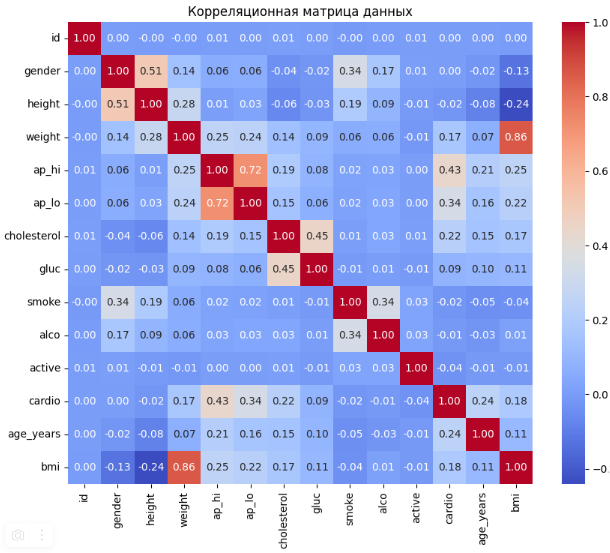 Корреляционная матрица данных
id 1.00 0.00 -0.00 -0.00 0.01 0.00 0.01 0.00 -0.00 0.00 0.01 0.00 0.00 0.00
gender 0.00 1.00 0.51 0.14 0.06 0.06 -0.04 -0.02 0.34 0.17 0.01 0.00 -0.02 -0.13
height -0.00 0.51 1.00 0.28 0.01 0.03 -0.06 -0.03 0.19 0.09 -0.01 -0.02 -0.08 -0.24
weight -0.00 0.14 0.28 1.00 0.25 0.24 0.14 0.09 0.06 0.06 -0.01 0.17 0.07 0.86
ap_hi 0.01 0.06 0.01 0.25 1.00 0.72 0.19 0.08 0.02 0.03 0.00 0.43 0.21 0.25
ap_lo 0.00 0.06 0.03 0.24 0.72 1.00 0.15 0.06 0.02 0.03 0.00 0.34 0.16 0.22
cholesterol 0.01 -0.04 -0.06 0.14 0.19 0.15 1.00 0.45 0.01 0.03 0.01 0.22 0.15 0.17
gluc 0.00 -0.02 -0.03 0.09 0.08 0.06 0.45 1.00 -0.01 0.01 -0.01 0.09 0.10 0.11
smoke -0.00 0.34 0.19 0.06 0.02 0.02 0.01 -0.01 1.00 0.34 0.03 -0.02 -0.05 -0.04
alco 0.00 0.17 0.09 0.06 0.03 0.03 0.03 0.01 0.34 1.00 0.03 -0.01 -0.03 0.01
active 0.01 0.01 -0.01 -0.01 0.00 0.00 0.01 -0.01 0.03 0.03 1.00 -0.04 -0.01 -0.01
cardio 0.00 0.00 -0.02 0.17 0.43 0.34 0.22 0.09 -0.02 -0.01 -0.04 1.00 0.24 0.18
age_years 0.00 -0.02 -0.08 0.07 0.21 0.16 0.15 0.10 -0.05 -0.03 -0.01 0.24 1.00 0.11
bmi 0.00 -0.13 -0.24 0.86 0.25 0.22 0.17 0.11 -0.04 0.01 -0.01 0.18 0.11 1.00
id gender height weight ap_hi ap_lo cholesterol gluc smoke alco active cardio age_years bmi
1.0
0.8
0.6
0.4
0.2
0.0